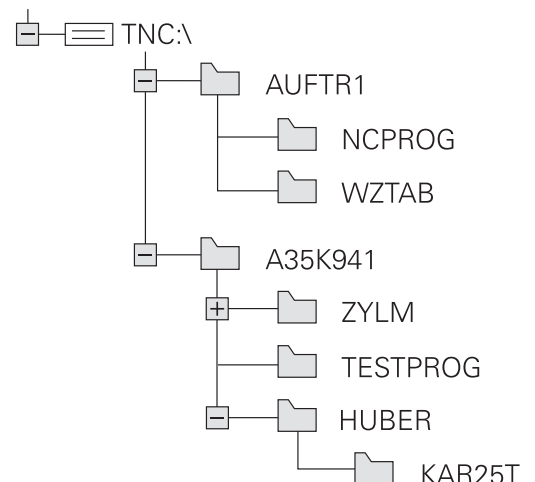 TNC:\
AUFTR1
NCPROG
WZTAB
A35K941
ZYLM
TESTPROG
HUBER
KAR25T